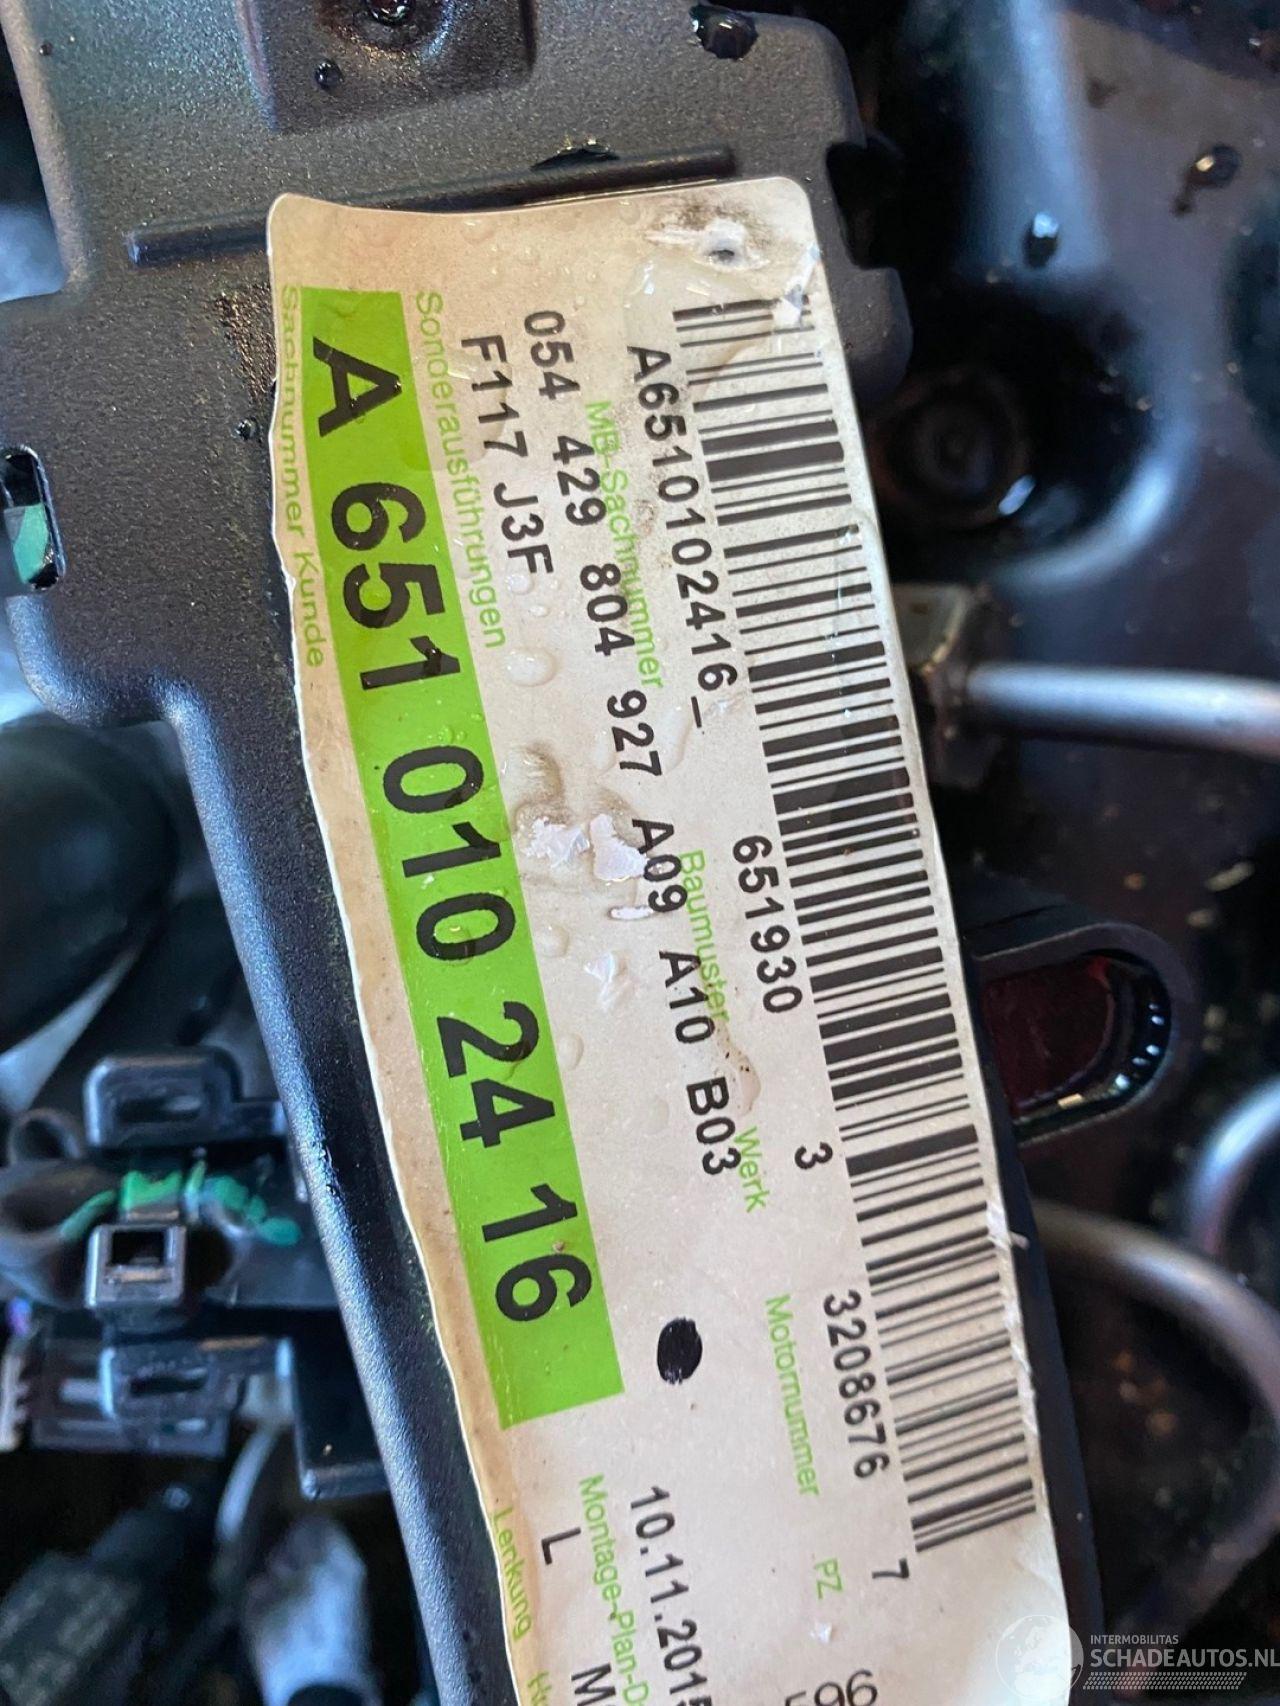 A6510102416_ 651930 3 3208676 7
MB-Sachnummer Baumuster Werk Motornummer PZ
054 429 804 927 A09 A10 B03
F117 J3F 10.11.2015
Sonderausführungen Montage-Plan-D
A 651 010 24 16 L
Sachnummer Kunde Lenkung
INTERMOBILITAS
SCHADEAUTOS.NL